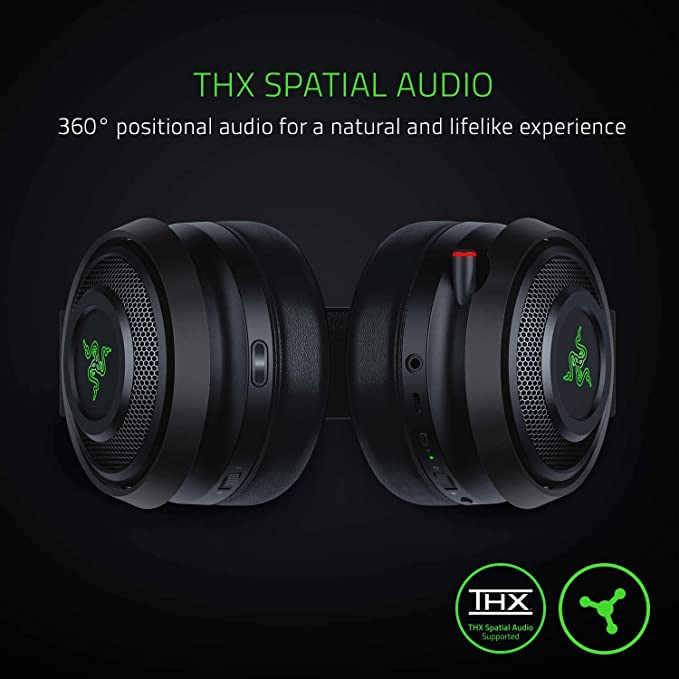 THX SPATIAL AUDIO
360° positional audio for a natural and lifelike experience
THX
THX Spatial Audio
Supported